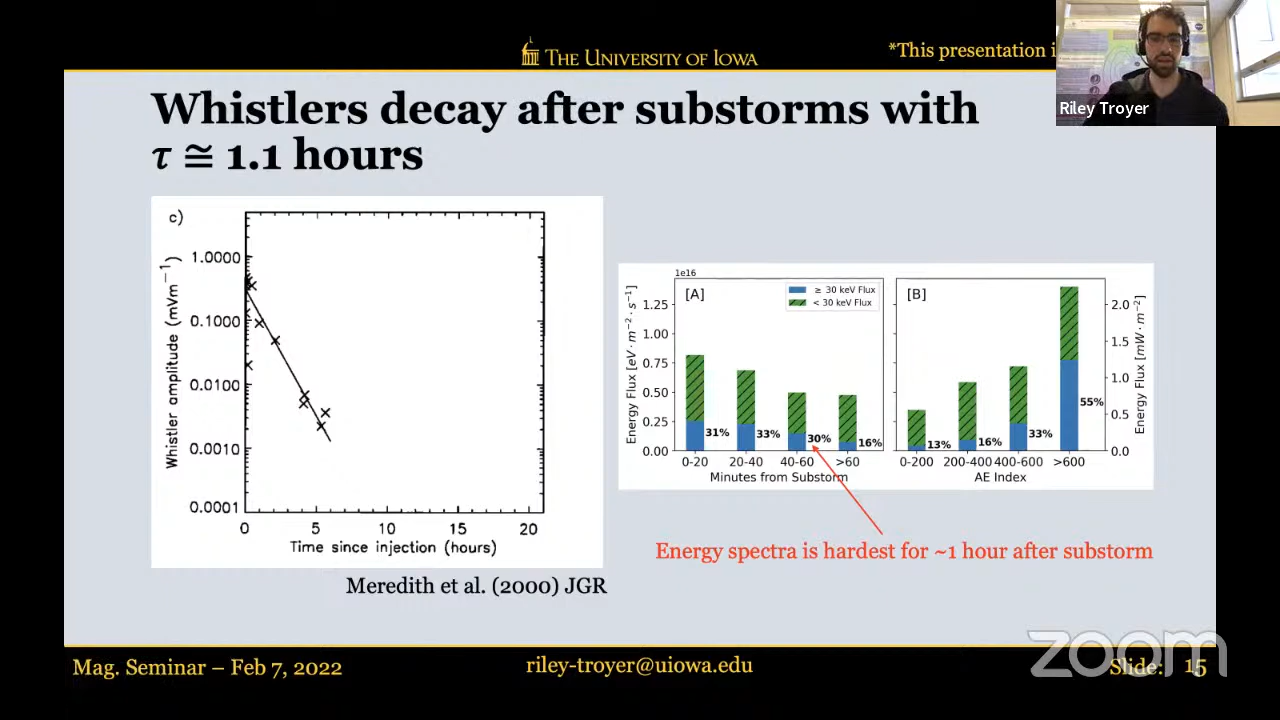 THE UNIVERSITY OF IOWA
*This presentation i
Riley Troyer
Whistlers decay after substorms with
τ ≅ 1.1 hours
c)
Whistler amplitude (mVm⁻¹)
1.0000
0.1000
0.0100
0.0010
0.0001
0 5 10 15 20
Time since injection (hours)
Meredith et al. (2000) JGR
1e16
[A]
≥ 30 keV Flux
< 30 keV Flux
Energy Flux [eV · m⁻² · s⁻¹]
1.25
1.00
0.75
0.50
0.25
0.00
31% 33% 30% 16%
0-20 20-40 40-60 >60
Minutes from Substorm
[B]
13% 16% 33% 55%
0-200 200-400 400-600 >600
AE Index
2.0
1.5
1.0
0.5
0.0
Energy Flux [mW · m⁻²]
Energy spectra is hardest for ~1 hour after substorm
Mag. Seminar – Feb 7, 2022
riley-troyer@uiowa.edu
Slide: 15
zoom